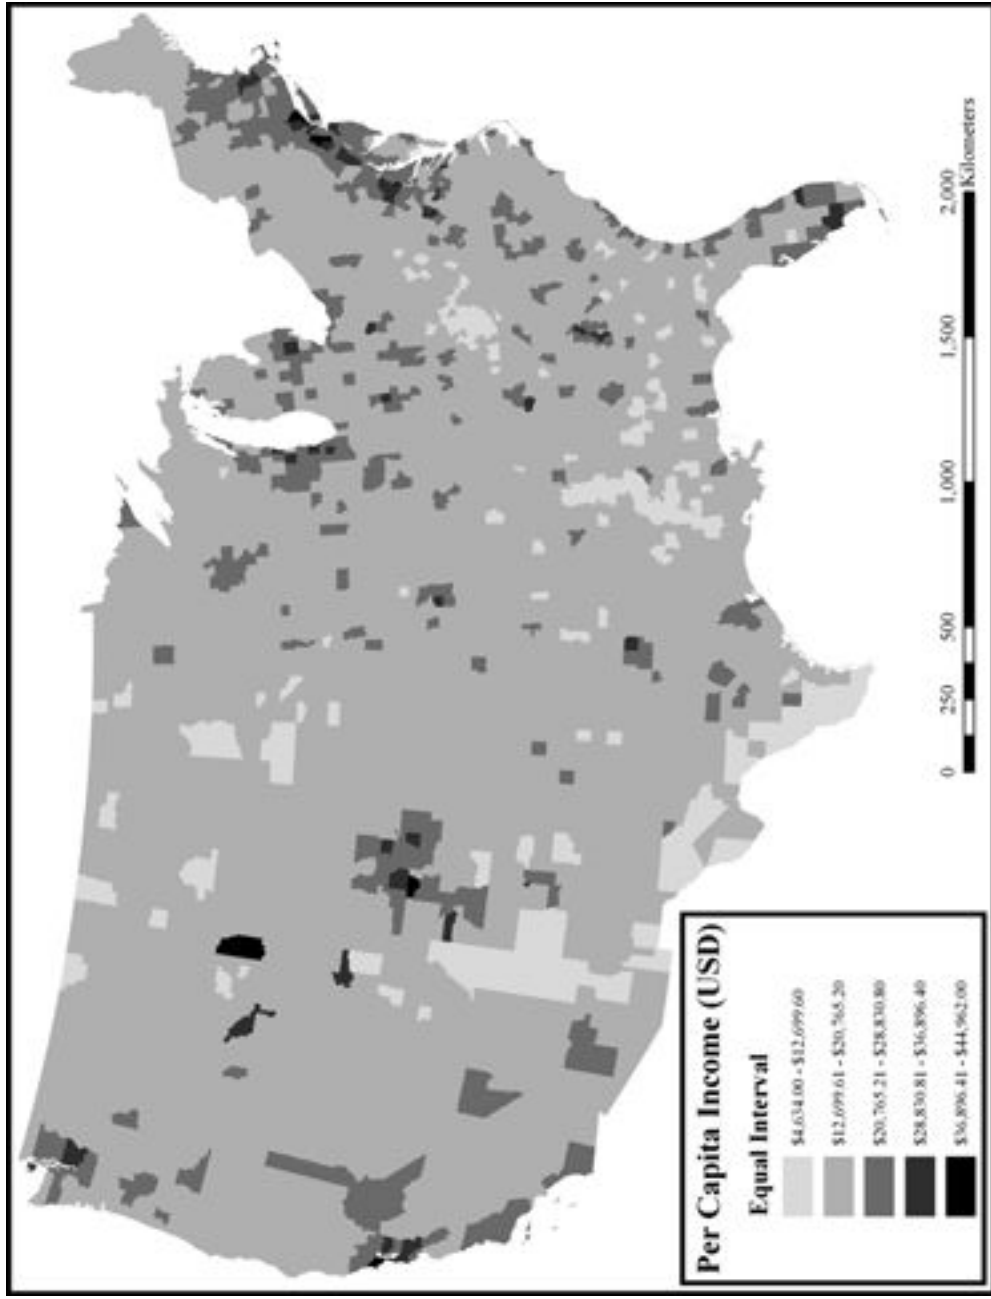 Per Capita Income (USD)
Equal Interval
$4,634.00 - $12,699.60
$12,699.61 - $20,765.20
$20,765.21 - $28,830.80
$28,830.81 - $36,896.40
$36,896.41 - $44,962.00
0 250 500 1,000 1,500 2,000
Kilometers